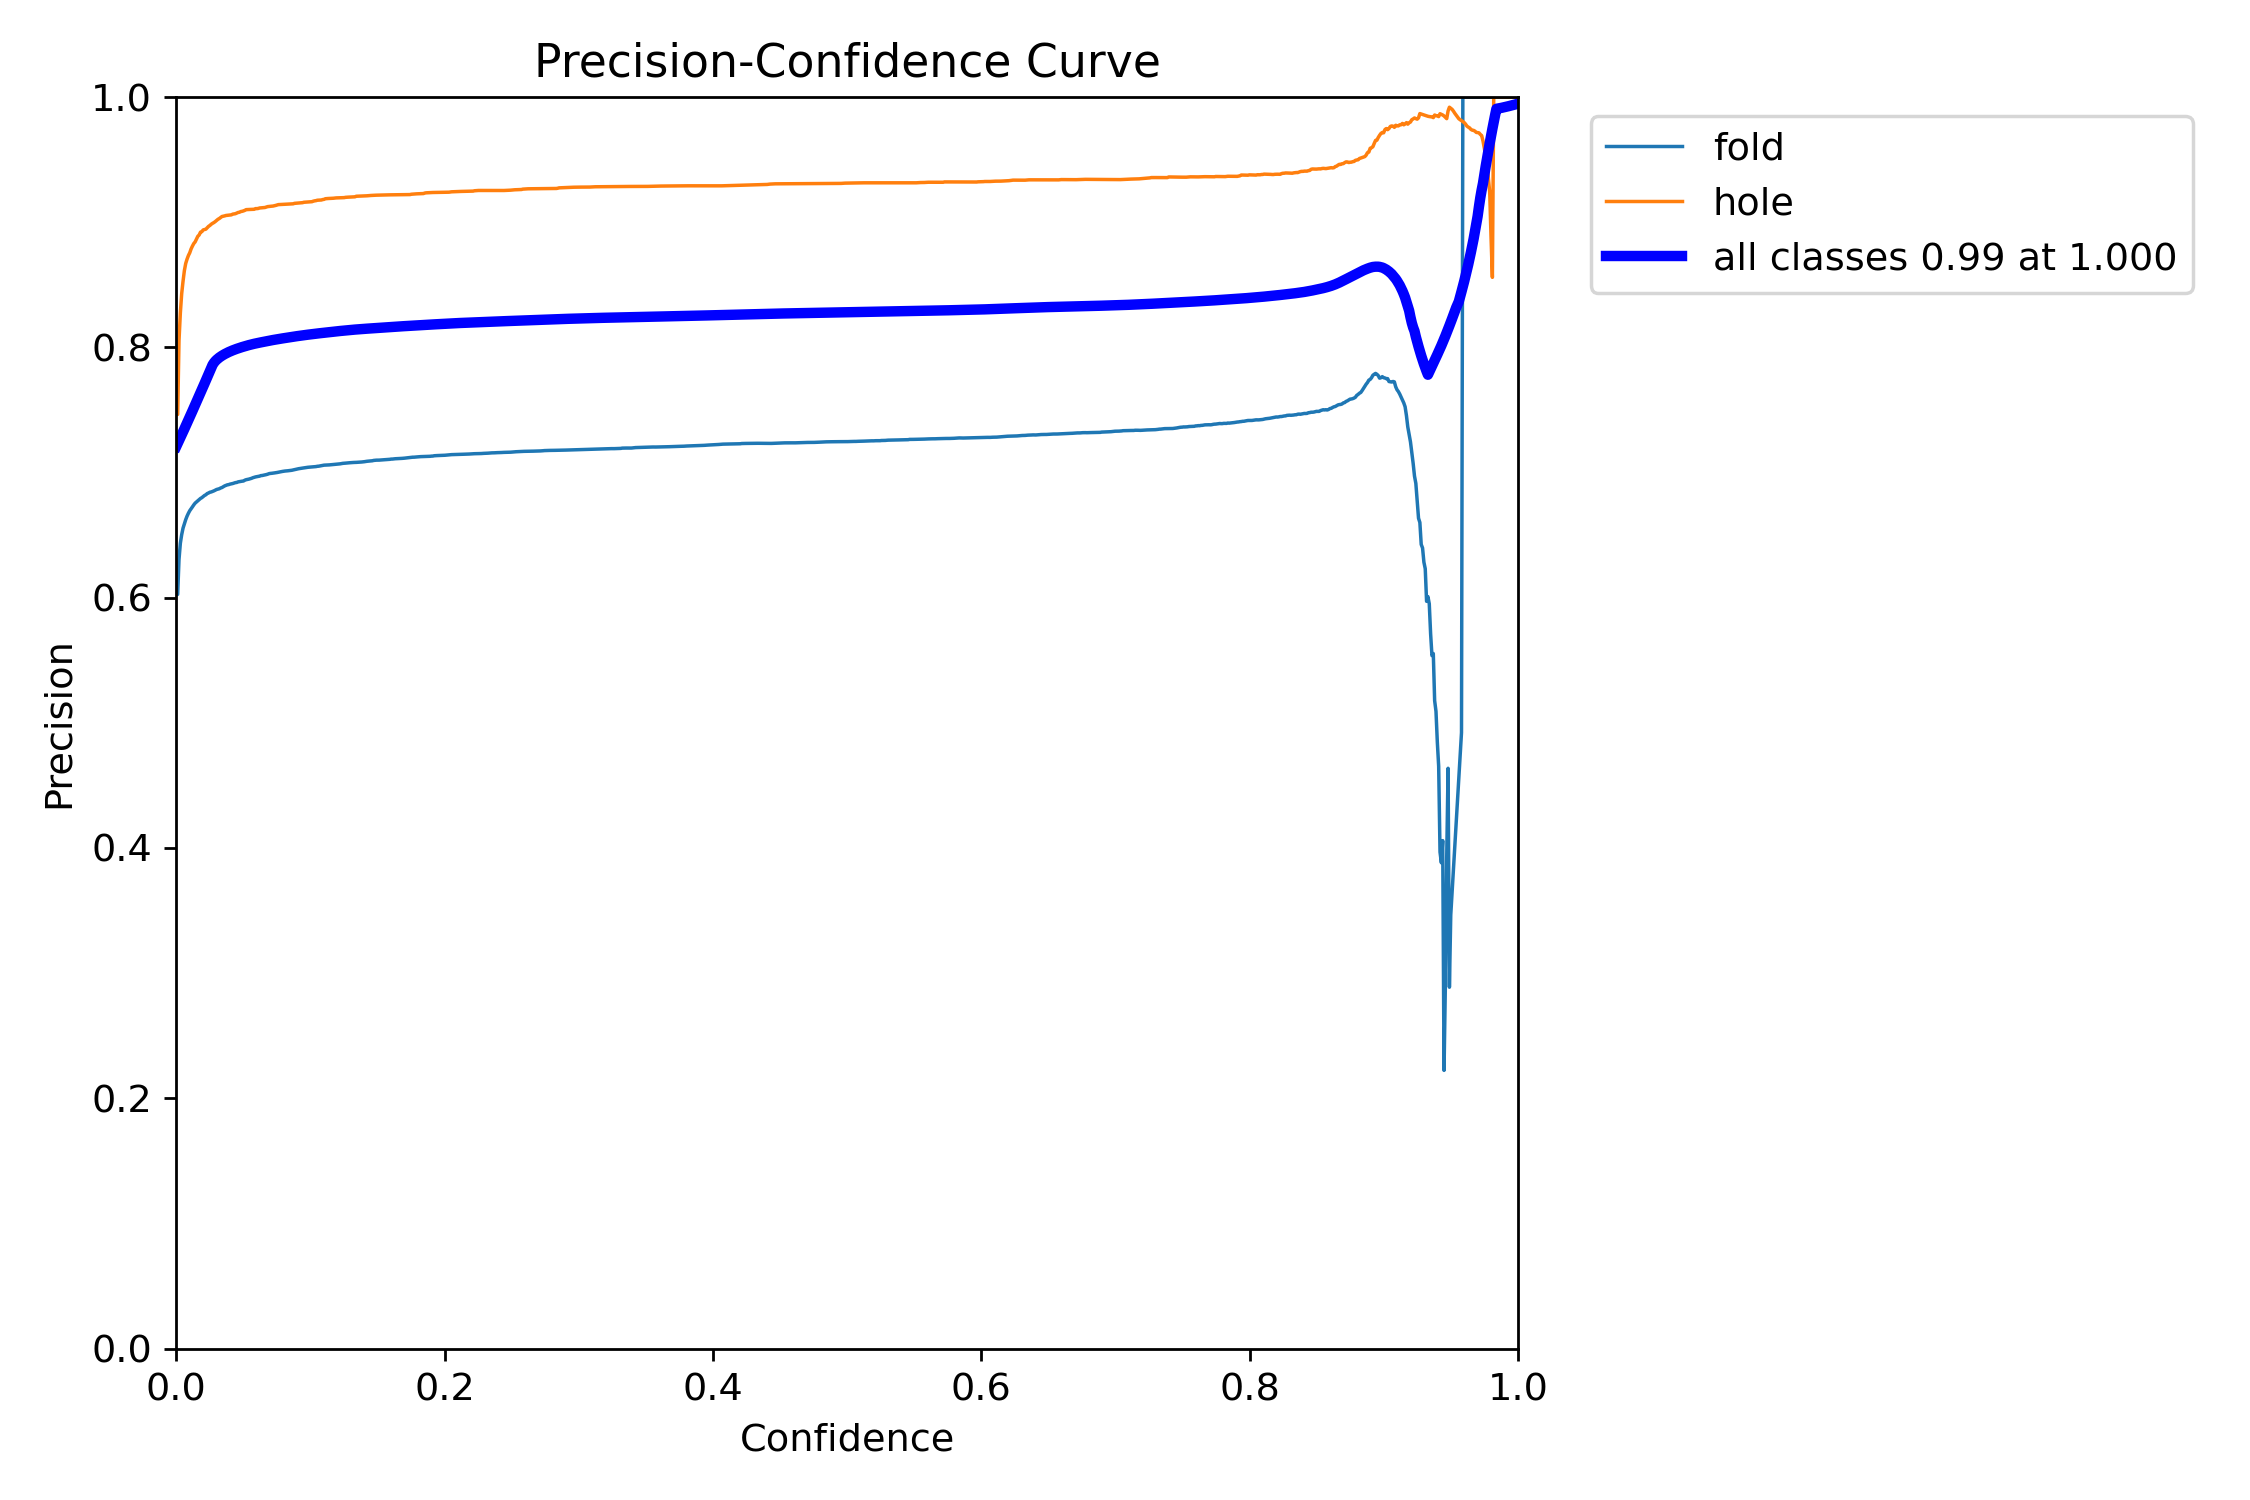 Precision-Confidence Curve
1.0
0.8
0.6
0.4
0.2
0.0
Precision
0.0 0.2 0.4 0.6 0.8 1.0
Confidence
fold
hole
all classes 0.99 at 1.000